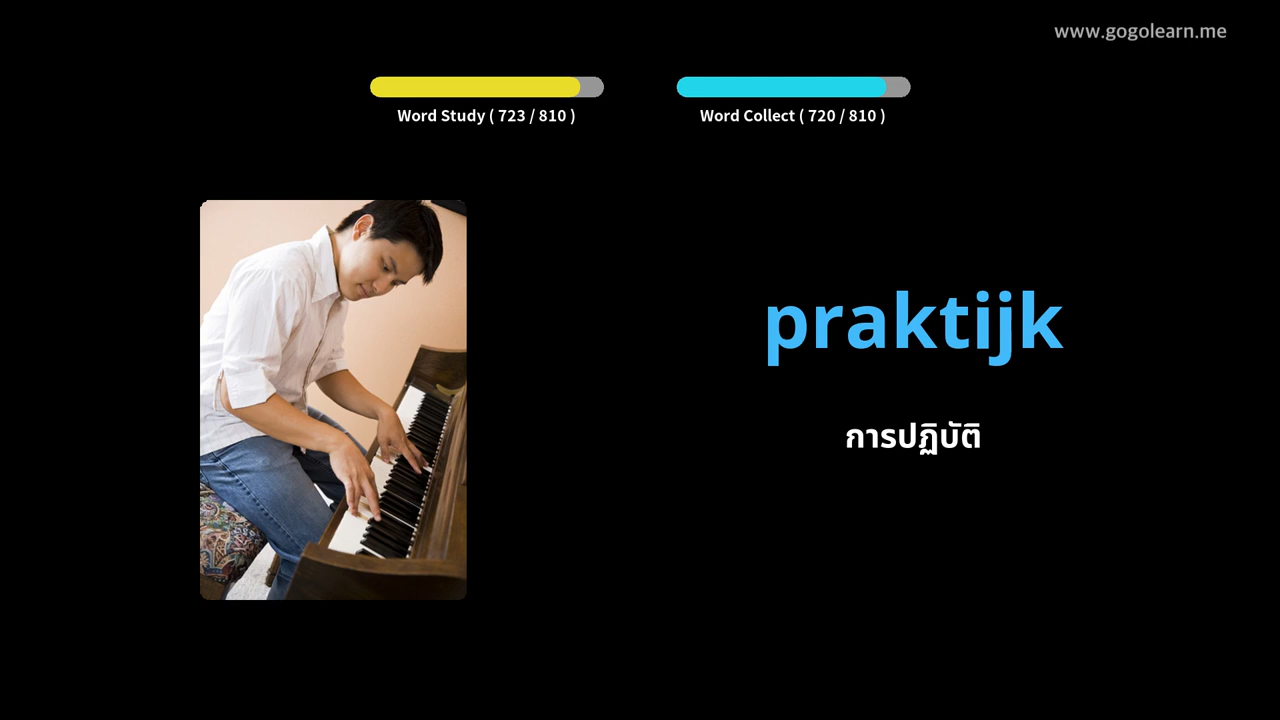 www.gogolearn.me
Word Study ( 723 / 810 )
Word Collect ( 720 / 810 )
praktijk
การปฏิบัติ